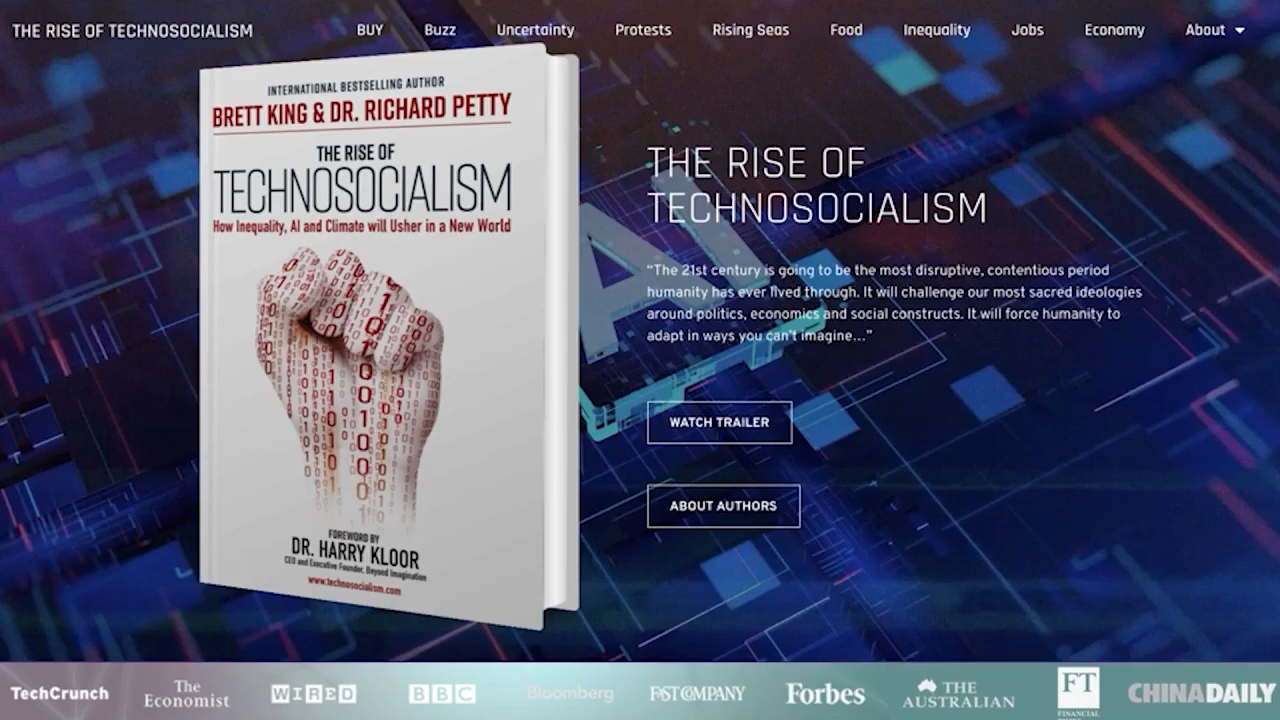 THE RISE OF TECHNOSOCIALISM
BUY Buzz Uncertainty Protests Rising Seas Food Inequality Jobs Economy About
INTERNATIONAL BESTSELLING AUTHOR
BRETT KING & DR. RICHARD PETTY
THE RISE OF
TECHNOSOCIALISM
How Inequality, AI and Climate will Usher in a New World
FOREWORD BY
DR. HARRY KLOOR
CEO and Executive Founder, Beyond Imagination
www.technosocialism.com
THE RISE OF
TECHNOSOCIALISM
“The 21st century is going to be the most disruptive, contentious period
humanity has ever lived through. It will challenge our most sacred ideologies
around politics, economics and social constructs. It will force humanity to
adapt in ways you can't imagine…”
WATCH TRAILER
ABOUT AUTHORS
AI
TechCrunch
The
Economist
WIRED
BBC
Bloomberg
FAST COMPANY
Forbes
THE
AUSTRALIAN
FT
FINANCIAL
CHINADAILY